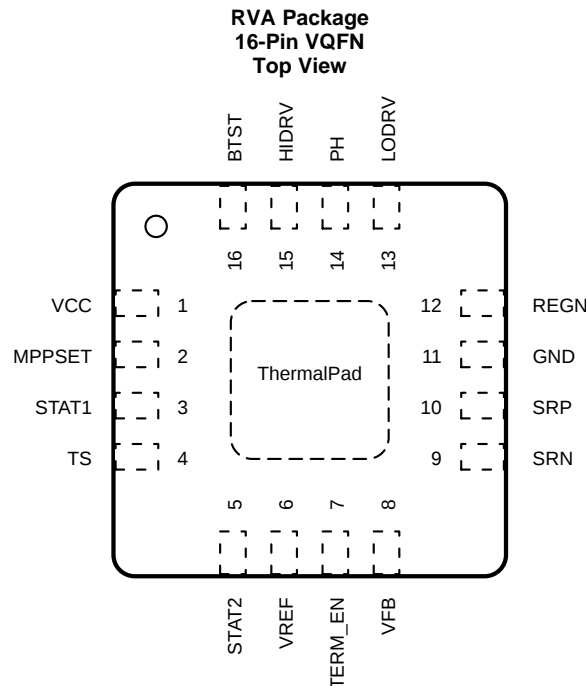 RVA Package
16-Pin VQFN
Top View
BTST
HIDRV
PH
LODRV
16
15
14
13
VCC 1
12 REGN
MPPSET 2
11 GND
ThermalPad
STAT1 3
10 SRP
TS 4
9 SRN
5
6
7
8
STAT2
VREF
TERM_EN
VFB